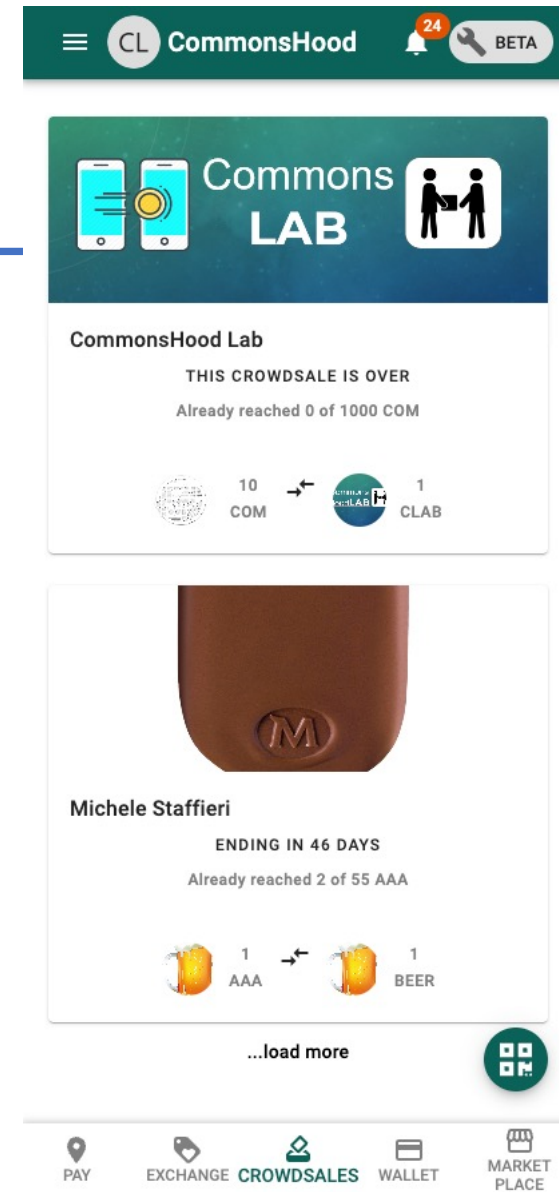 CL CommonsHood 24 BETA
Commons
LAB
CommonsHood Lab
THIS CROWDSALE IS OVER
Already reached 0 of 1000 COM
10 1
COM CLAB
M
Michele Staffieri
ENDING IN 46 DAYS
Already reached 2 of 55 AAA
1 1
AAA BEER
...load more
PAY EXCHANGE CROWDSALES WALLET MARKET
PLACE